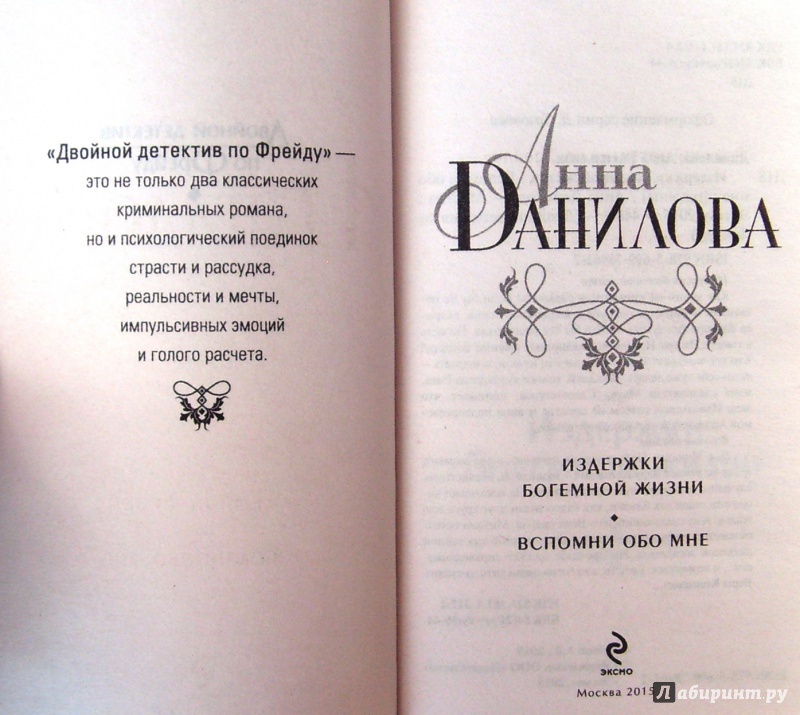 «Двойной детектив по Фрейду» —
это не только два классических
криминальных романа,
но и психологический поединок
страсти и рассудка,
реальности и мечты,
импульсивных эмоций
и голого расчета.
Анна
Данилова
ИЗДЕРЖКИ
БОГЕМНОЙ ЖИЗНИ
ВСПОМНИ ОБО МНЕ
ЭКСМО
Москва 2015
Лабиринт.ру